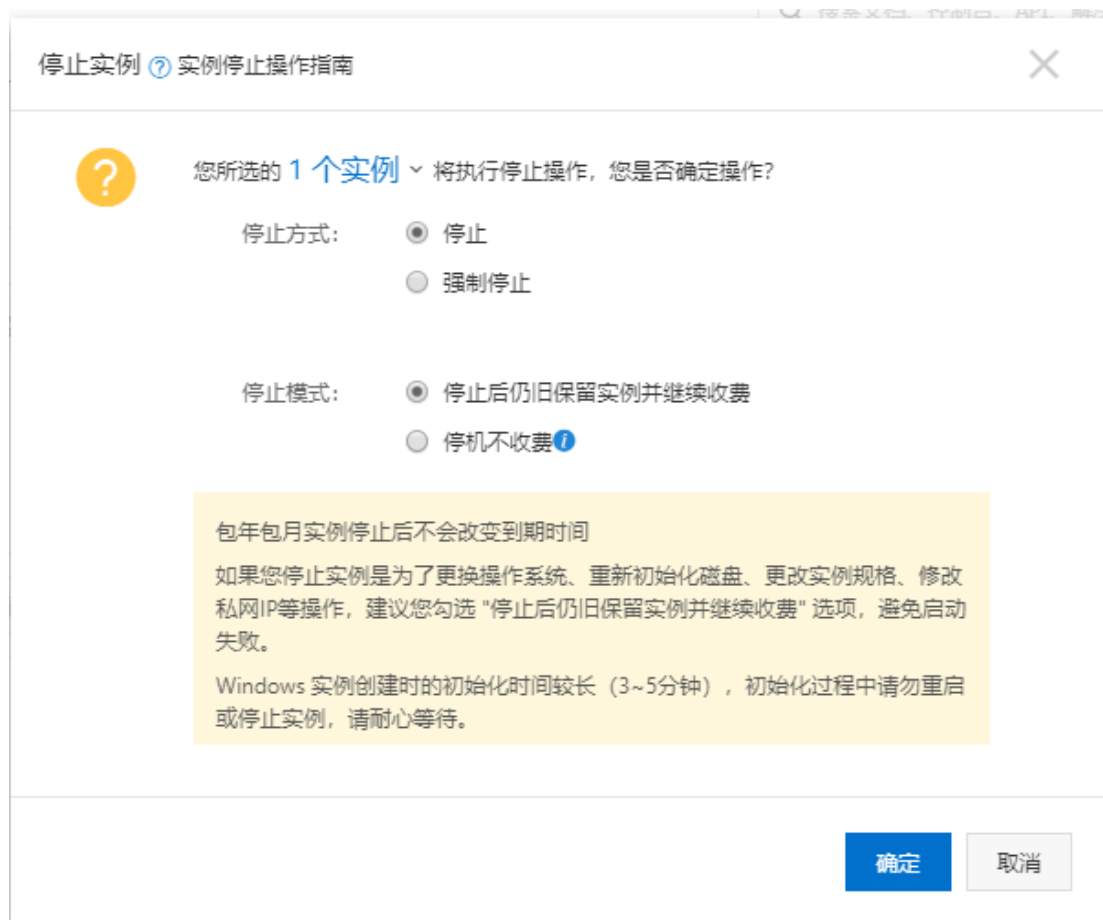 停止实例 ? 实例停止操作指南
您所选的 1 个实例 将执行停止操作，您是否确定操作?
停止方式: 停止
强制停止
停止模式: 停止后仍旧保留实例并继续收费
停机不收费
包年包月实例停止后不会改变到期时间
如果您停止实例是为了更换操作系统、重新初始化磁盘、更改实例规格、修改
私网IP等操作，建议您勾选 "停止后仍旧保留实例并继续收费" 选项，避免启动
失败。
Windows 实例创建时的初始化时间较长（3~5分钟），初始化过程中请勿重启
或停止实例，请耐心等待。
确定 取消